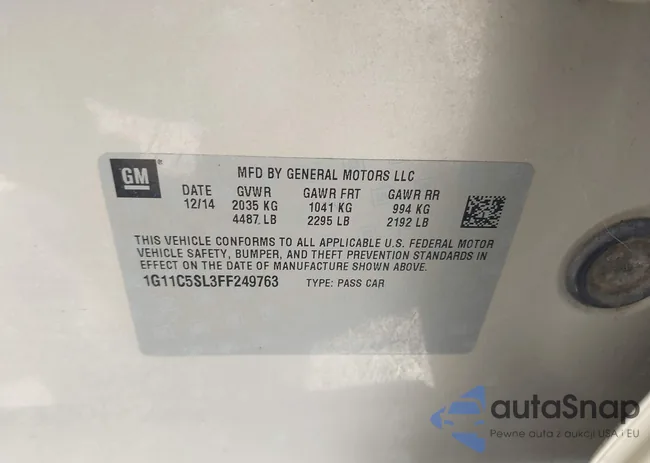 GM
MFD BY GENERAL MOTORS LLC
DATE GVWR GAWR FRT GAWR RR
12/14 2035 KG 1041 KG 994 KG
4487 LB 2295 LB 2192 LB
THIS VEHICLE CONFORMS TO ALL APPLICABLE U.S. FEDERAL MOTOR
VEHICLE SAFETY, BUMPER, AND THEFT PREVENTION STANDARDS IN
EFFECT ON THE DATE OF MANUFACTURE SHOWN ABOVE.
1G11C5SL3FF249763 TYPE: PASS CAR
autaSnap
Pewne auta z aukcji USA i EU